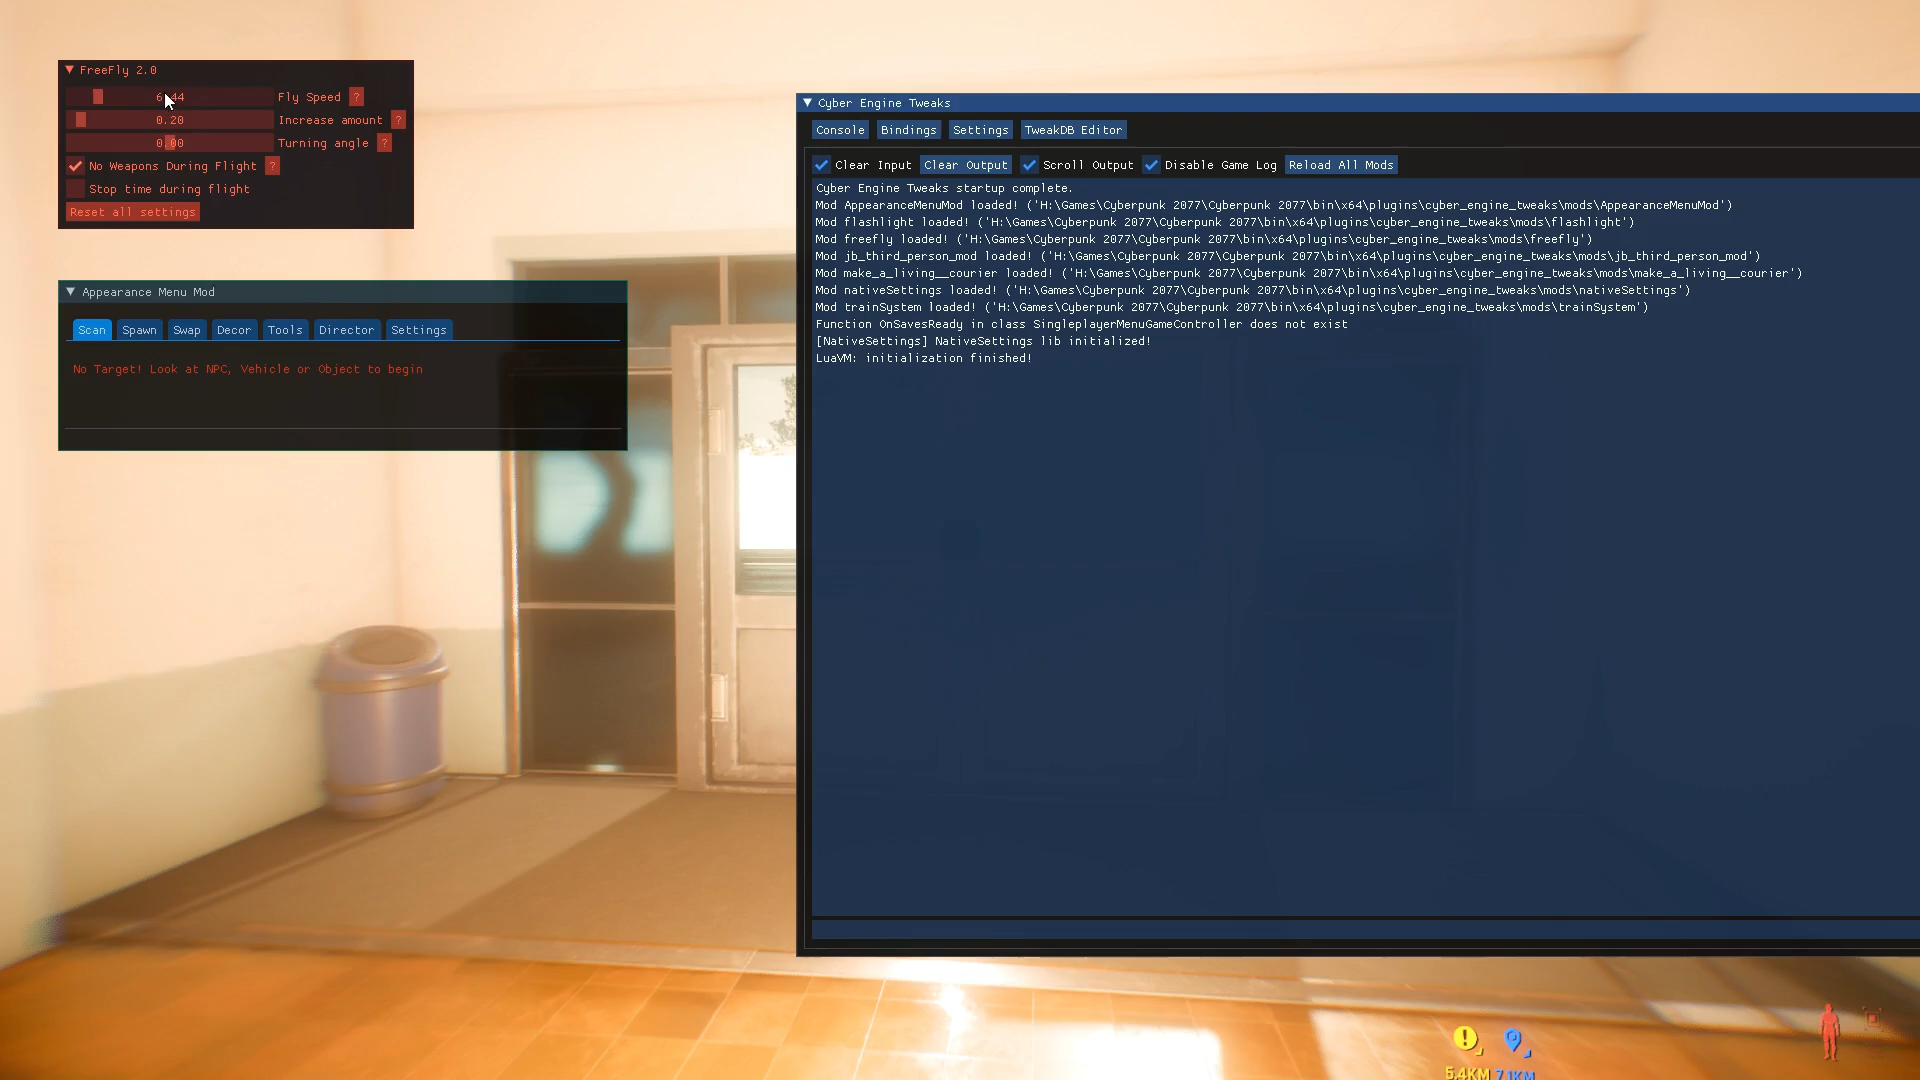 FreeFly 2.0
Fly Speed ?
0.20 Increase amount ?
0.00 Turning angle ?
No Weapons During Flight ?
Stop time during flight
Reset all settings
Appearance Menu Mod
Scan Spawn Swap Decor Tools Director Settings
No Target! Look at NPC, Vehicle or Object to begin
Cyber Engine Tweaks
Console Bindings Settings TweakDB Editor
Clear Input Clear Output Scroll Output Disable Game Log Reload All Mods
Cyber Engine Tweaks startup complete.
Mod AppearanceMenuMod loaded! ('H:\Games\Cyberpunk 2077\Cyberpunk 2077\bin\x64\plugins\cyber_engine_tweaks\mods\AppearanceMenuMod')
Mod flashlight loaded! ('H:\Games\Cyberpunk 2077\Cyberpunk 2077\bin\x64\plugins\cyber_engine_tweaks\mods\flashlight')
Mod freefly loaded! ('H:\Games\Cyberpunk 2077\Cyberpunk 2077\bin\x64\plugins\cyber_engine_tweaks\mods\freefly')
Mod jb_third_person_mod loaded! ('H:\Games\Cyberpunk 2077\Cyberpunk 2077\bin\x64\plugins\cyber_engine_tweaks\mods\jb_third_person_mod')
Mod make_a_living__courier loaded! ('H:\Games\Cyberpunk 2077\Cyberpunk 2077\bin\x64\plugins\cyber_engine_tweaks\mods\make_a_living__courier')
Mod nativeSettings loaded! ('H:\Games\Cyberpunk 2077\Cyberpunk 2077\bin\x64\plugins\cyber_engine_tweaks\mods\nativeSettings')
Mod trainSystem loaded! ('H:\Games\Cyberpunk 2077\Cyberpunk 2077\bin\x64\plugins\cyber_engine_tweaks\mods\trainSystem')
Function OnSavesReady in class SingleplayerMenuGameController does not exist
[NativeSettings] NativeSettings lib initialized!
LuaVM: initialization finished!
5.4KM 7.1KM